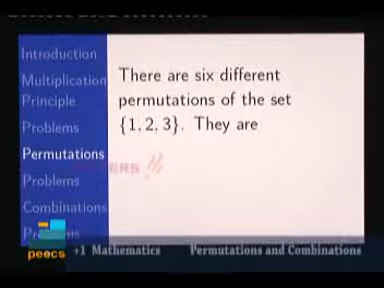 Introduction
Multiplication
Principle
Problems
Permutations
Problems
Combinations
There are six different
permutations of the set
{1, 2, 3}. They are
ERS
peecs
+1 Mathematics
Permutations and Combinations